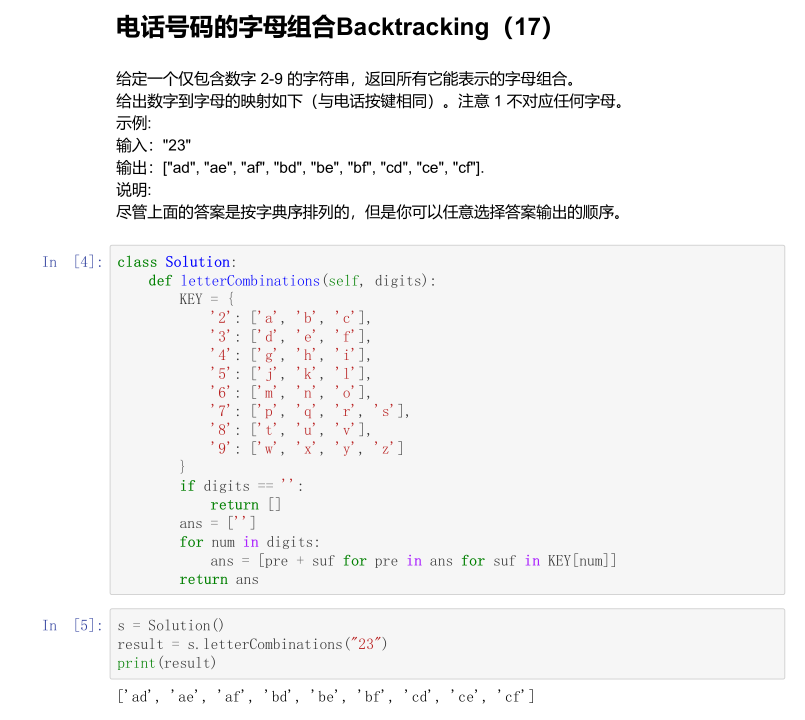 电话号码的字母组合Backtracking（17）
给定一个仅包含数字 2-9 的字符串，返回所有它能表示的字母组合。
给出数字到字母的映射如下（与电话按键相同）。注意 1 不对应任何字母。
示例:
输入："23"
输出：["ad", "ae", "af", "bd", "be", "bf", "cd", "ce", "cf"].
说明:
尽管上面的答案是按字典序排列的，但是你可以任意选择答案输出的顺序。
In [4]: class Solution:
    def letterCombinations(self, digits):
        KEY = {
            '2': ['a', 'b', 'c'],
            '3': ['d', 'e', 'f'],
            '4': ['g', 'h', 'i'],
            '5': ['j', 'k', 'l'],
            '6': ['m', 'n', 'o'],
            '7': ['p', 'q', 'r', 's'],
            '8': ['t', 'u', 'v'],
            '9': ['w', 'x', 'y', 'z']
        }
        if digits == '':
            return []
        ans = ['']
        for num in digits:
            ans = [pre + suf for pre in ans for suf in KEY[num]]
        return ans
In [5]: s = Solution()
result = s.letterCombinations("23")
print(result)
['ad', 'ae', 'af', 'bd', 'be', 'bf', 'cd', 'ce', 'cf']